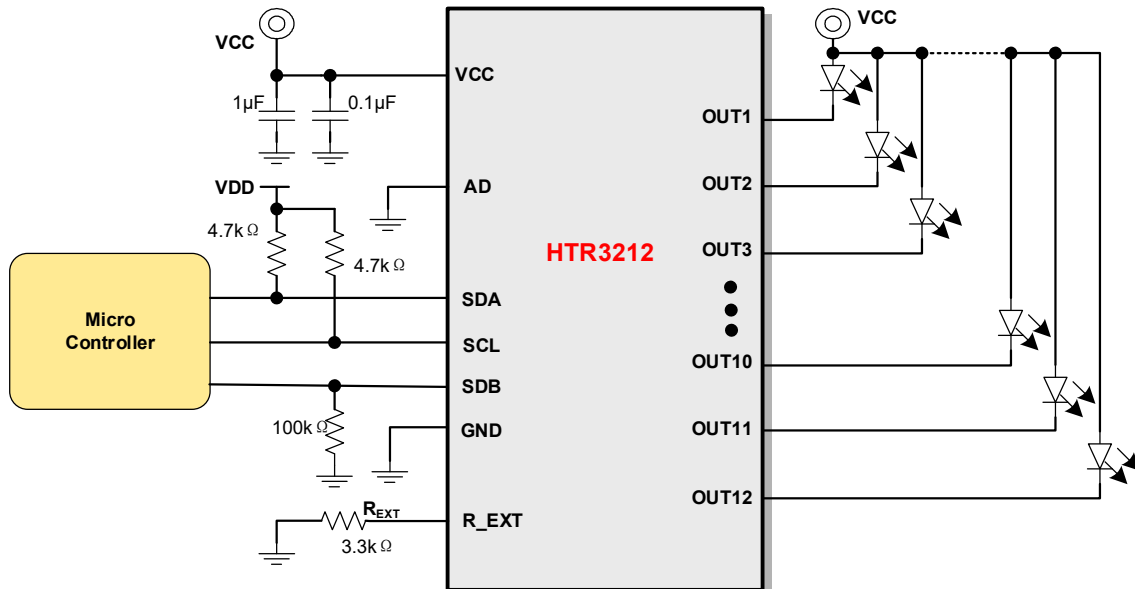 VCC
VCC
VCC
1µF
0.1µF
OUT1
VDD
AD
OUT2
4.7kΩ
HTR3212
OUT3
4.7kΩ
Micro
Controller
SDA
SCL
OUT10
SDB
100kΩ
GND
OUT11
OUT12
R_EXT
REXT
3.3kΩ